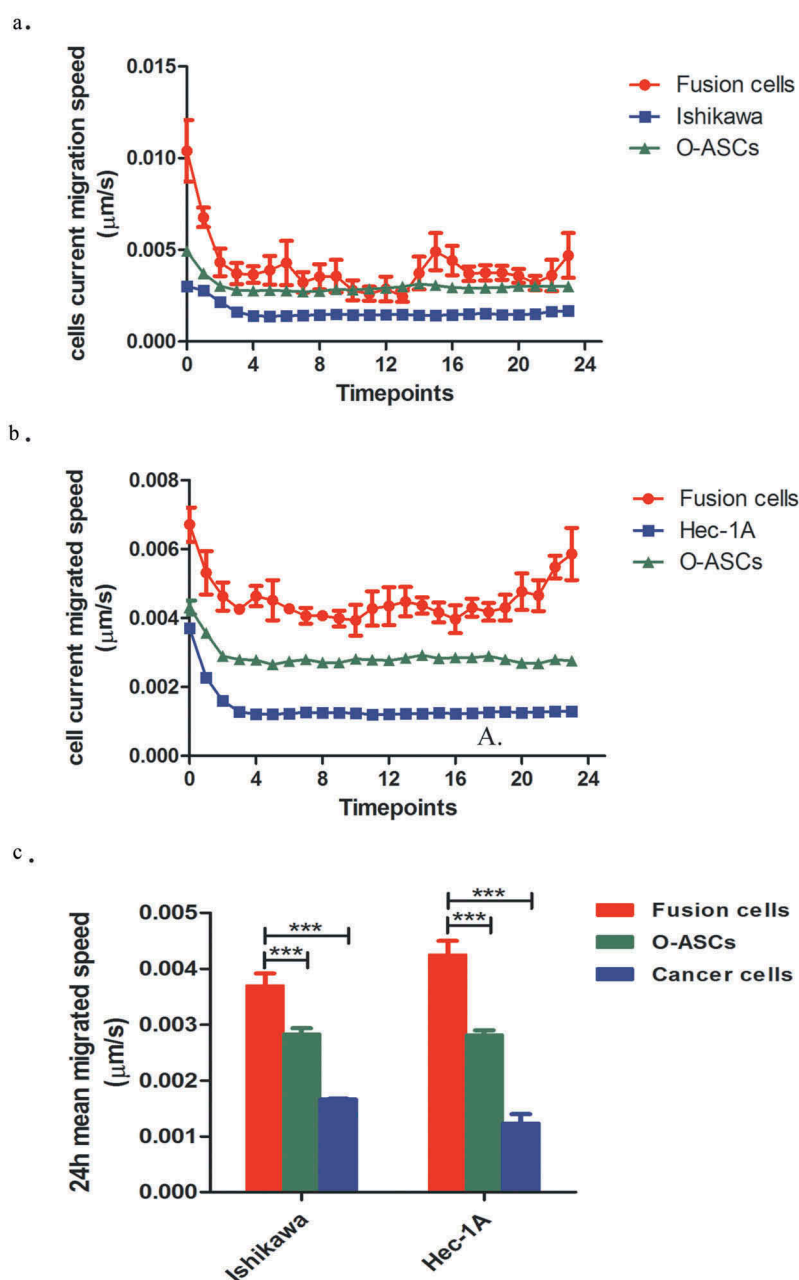 a.
cells current migration speed
(μm/s)
0.015
0.010
0.005
0.000
0 4 8 12 16 20 24
Timepoints
Fusion cells
Ishikawa
O-ASCs
b.
cell current migrated speed
(μm/s)
0.008
0.006
0.004
0.002
0.000
0 4 8 12 16 20 24
Timepoints
A.
Fusion cells
Hec-1A
O-ASCs
c.
24h mean migrated speed
(μm/s)
0.005
0.004
0.003
0.002
0.001
0.000
***
***
***
***
Ishikawa
Hec-1A
Fusion cells
O-ASCs
Cancer cells